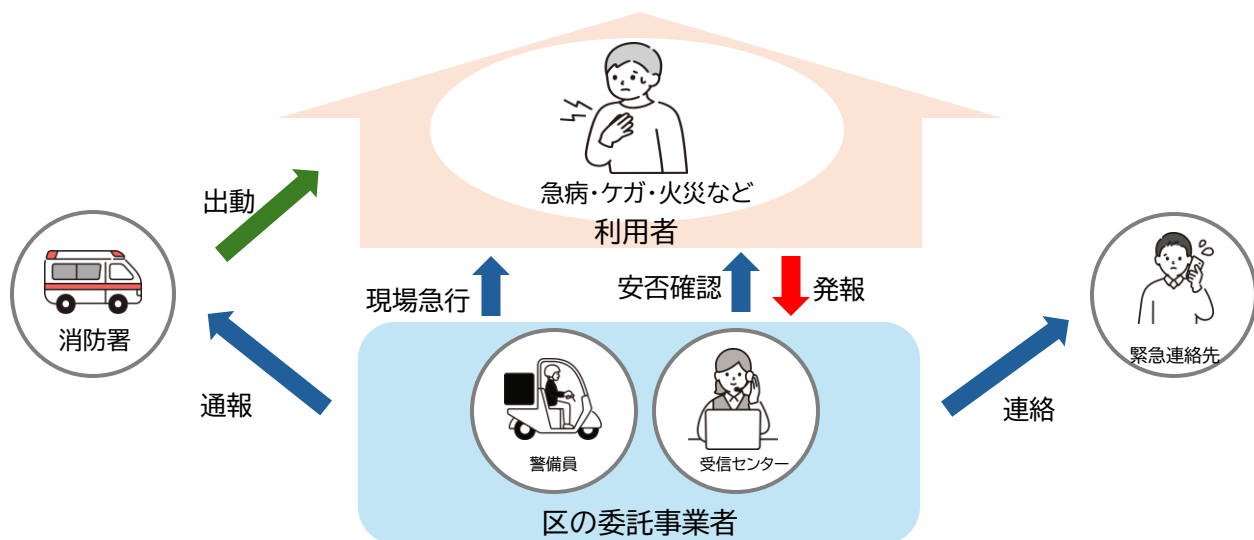 急病・ケガ・火災など
利用者
出動
消防署
通報
現場急行
安否確認
発報
緊急連絡先
連絡
警備員
受信センター
区の委託事業者